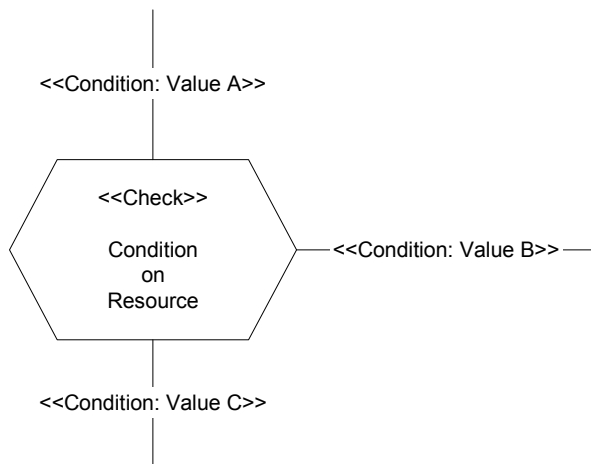 <<Condition: Value A>>
<<Check>>
Condition
on
Resource
<<Condition: Value B>>
<<Condition: Value C>>